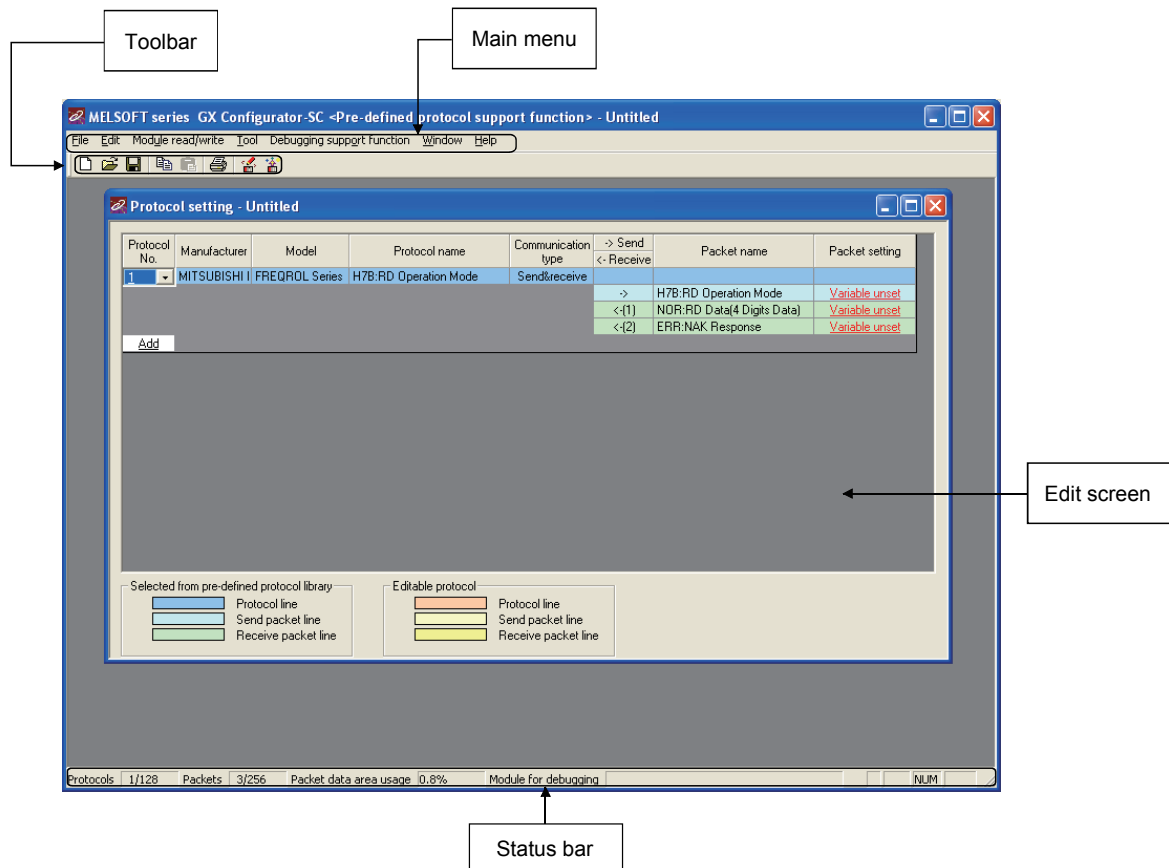 Toolbar
Main menu
MELSOFT series GX Configurator-SC <Pre-defined protocol support function> - Untitled
File Edit Module read/write Tool Debugging support function Window Help
Protocol setting - Untitled
Protocol No. Manufacturer Model Protocol name Communication type -> Send <- Receive Packet name Packet setting
1 MITSUBISHI I FREQROL Series H7B:RD Operation Mode Send&receive
-> H7B:RD Operation Mode Variable unset
<-(1) NOR:RD Data(4 Digits Data) Variable unset
<-(2) ERR:NAK Response Variable unset
Add
Edit screen
Selected from pre-defined protocol library Editable protocol
Protocol line Protocol line
Send packet line Send packet line
Receive packet line Receive packet line
Protocols 1/128 Packets 3/256 Packet data area usage 0.8% Module for debugging NUM
Status bar